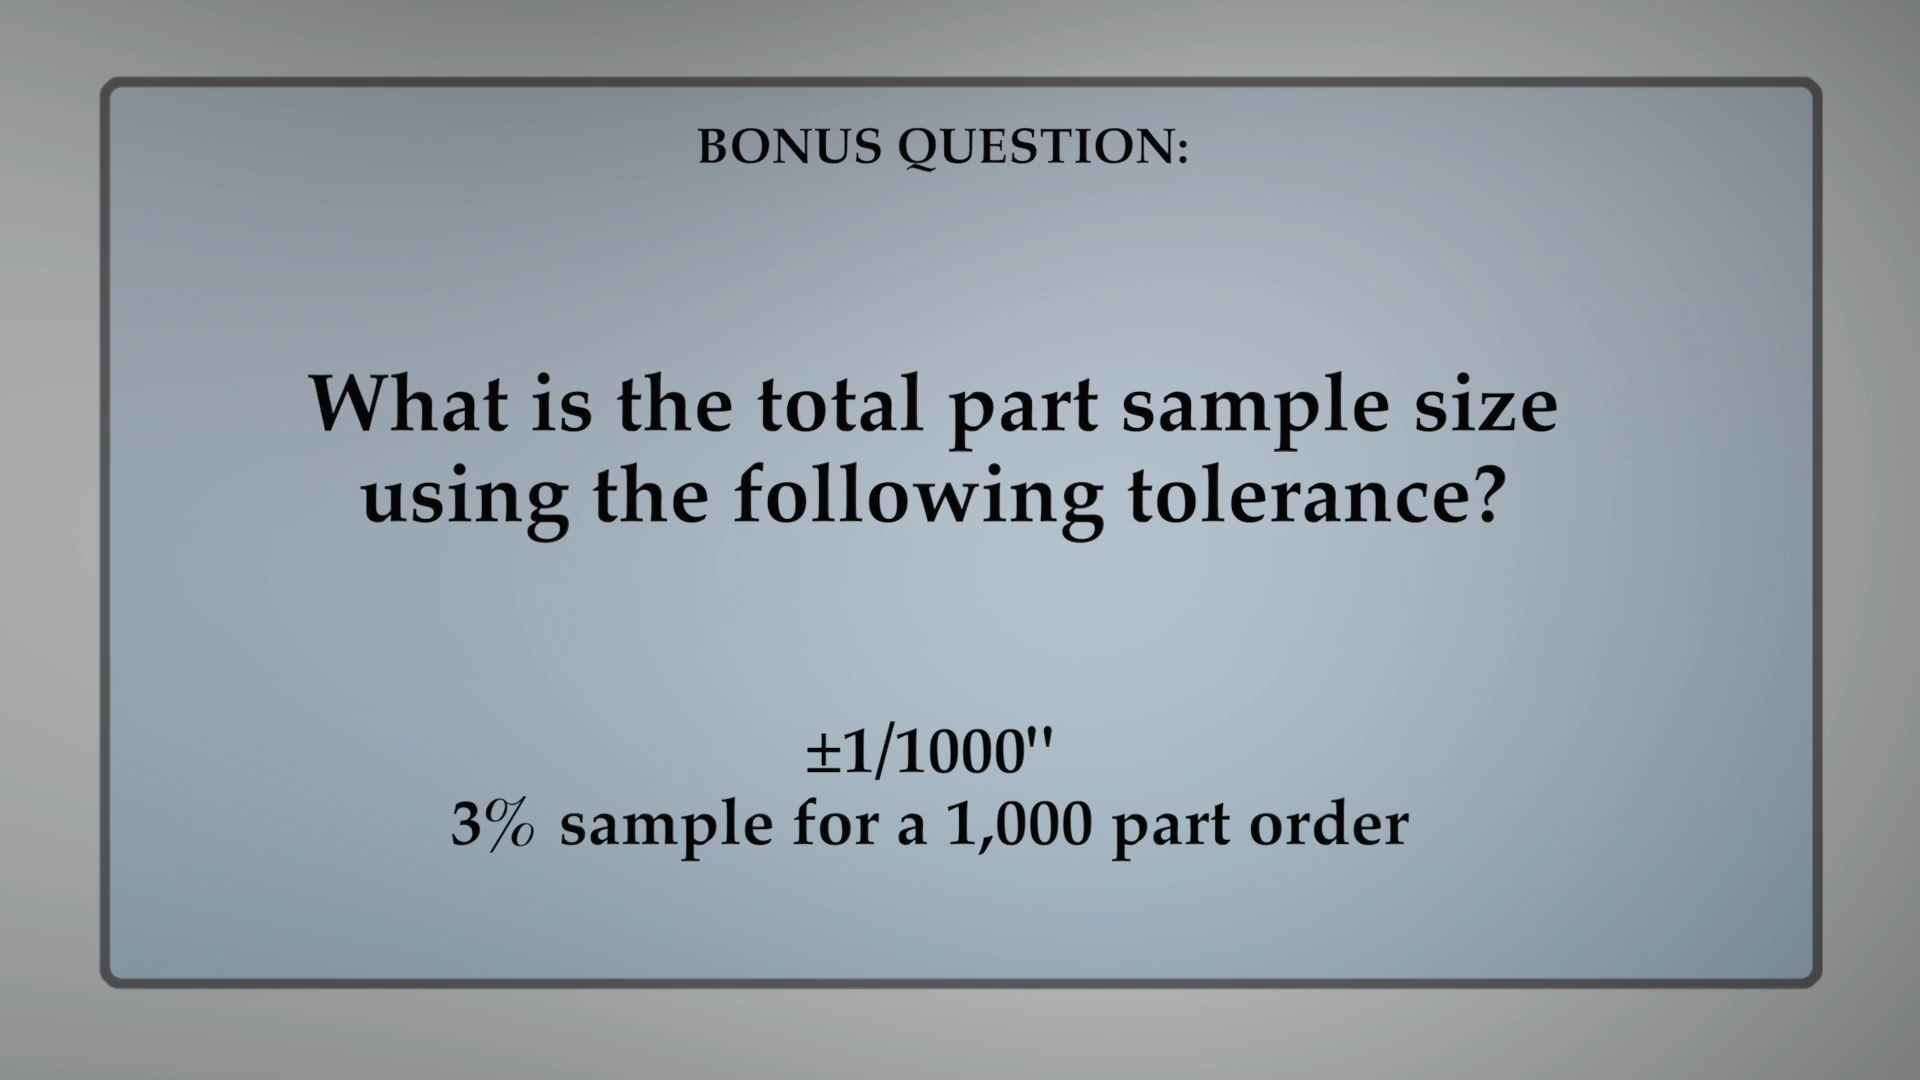 BONUS QUESTION:
What is the total part sample size
using the following tolerance?
±1/1000"
3% sample for a 1,000 part order